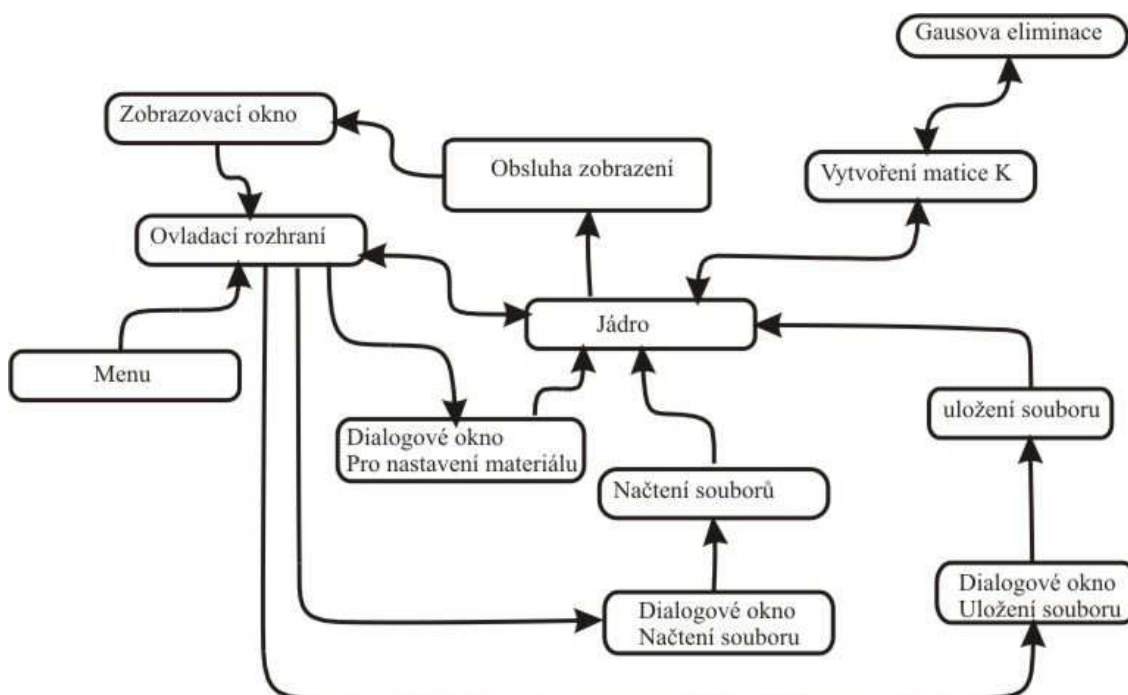 Gausova eliminace
Zobrazovací okno
Obsluha zobrazení
Vytvoření matice K
Ovladací rozhraní
Jádro
Menu
Dialogové okno
Pro nastavení materiálu
uložení souboru
Načtení souborů
Dialogové okno
Načtení souboru
Dialogové okno
Uložení souboru